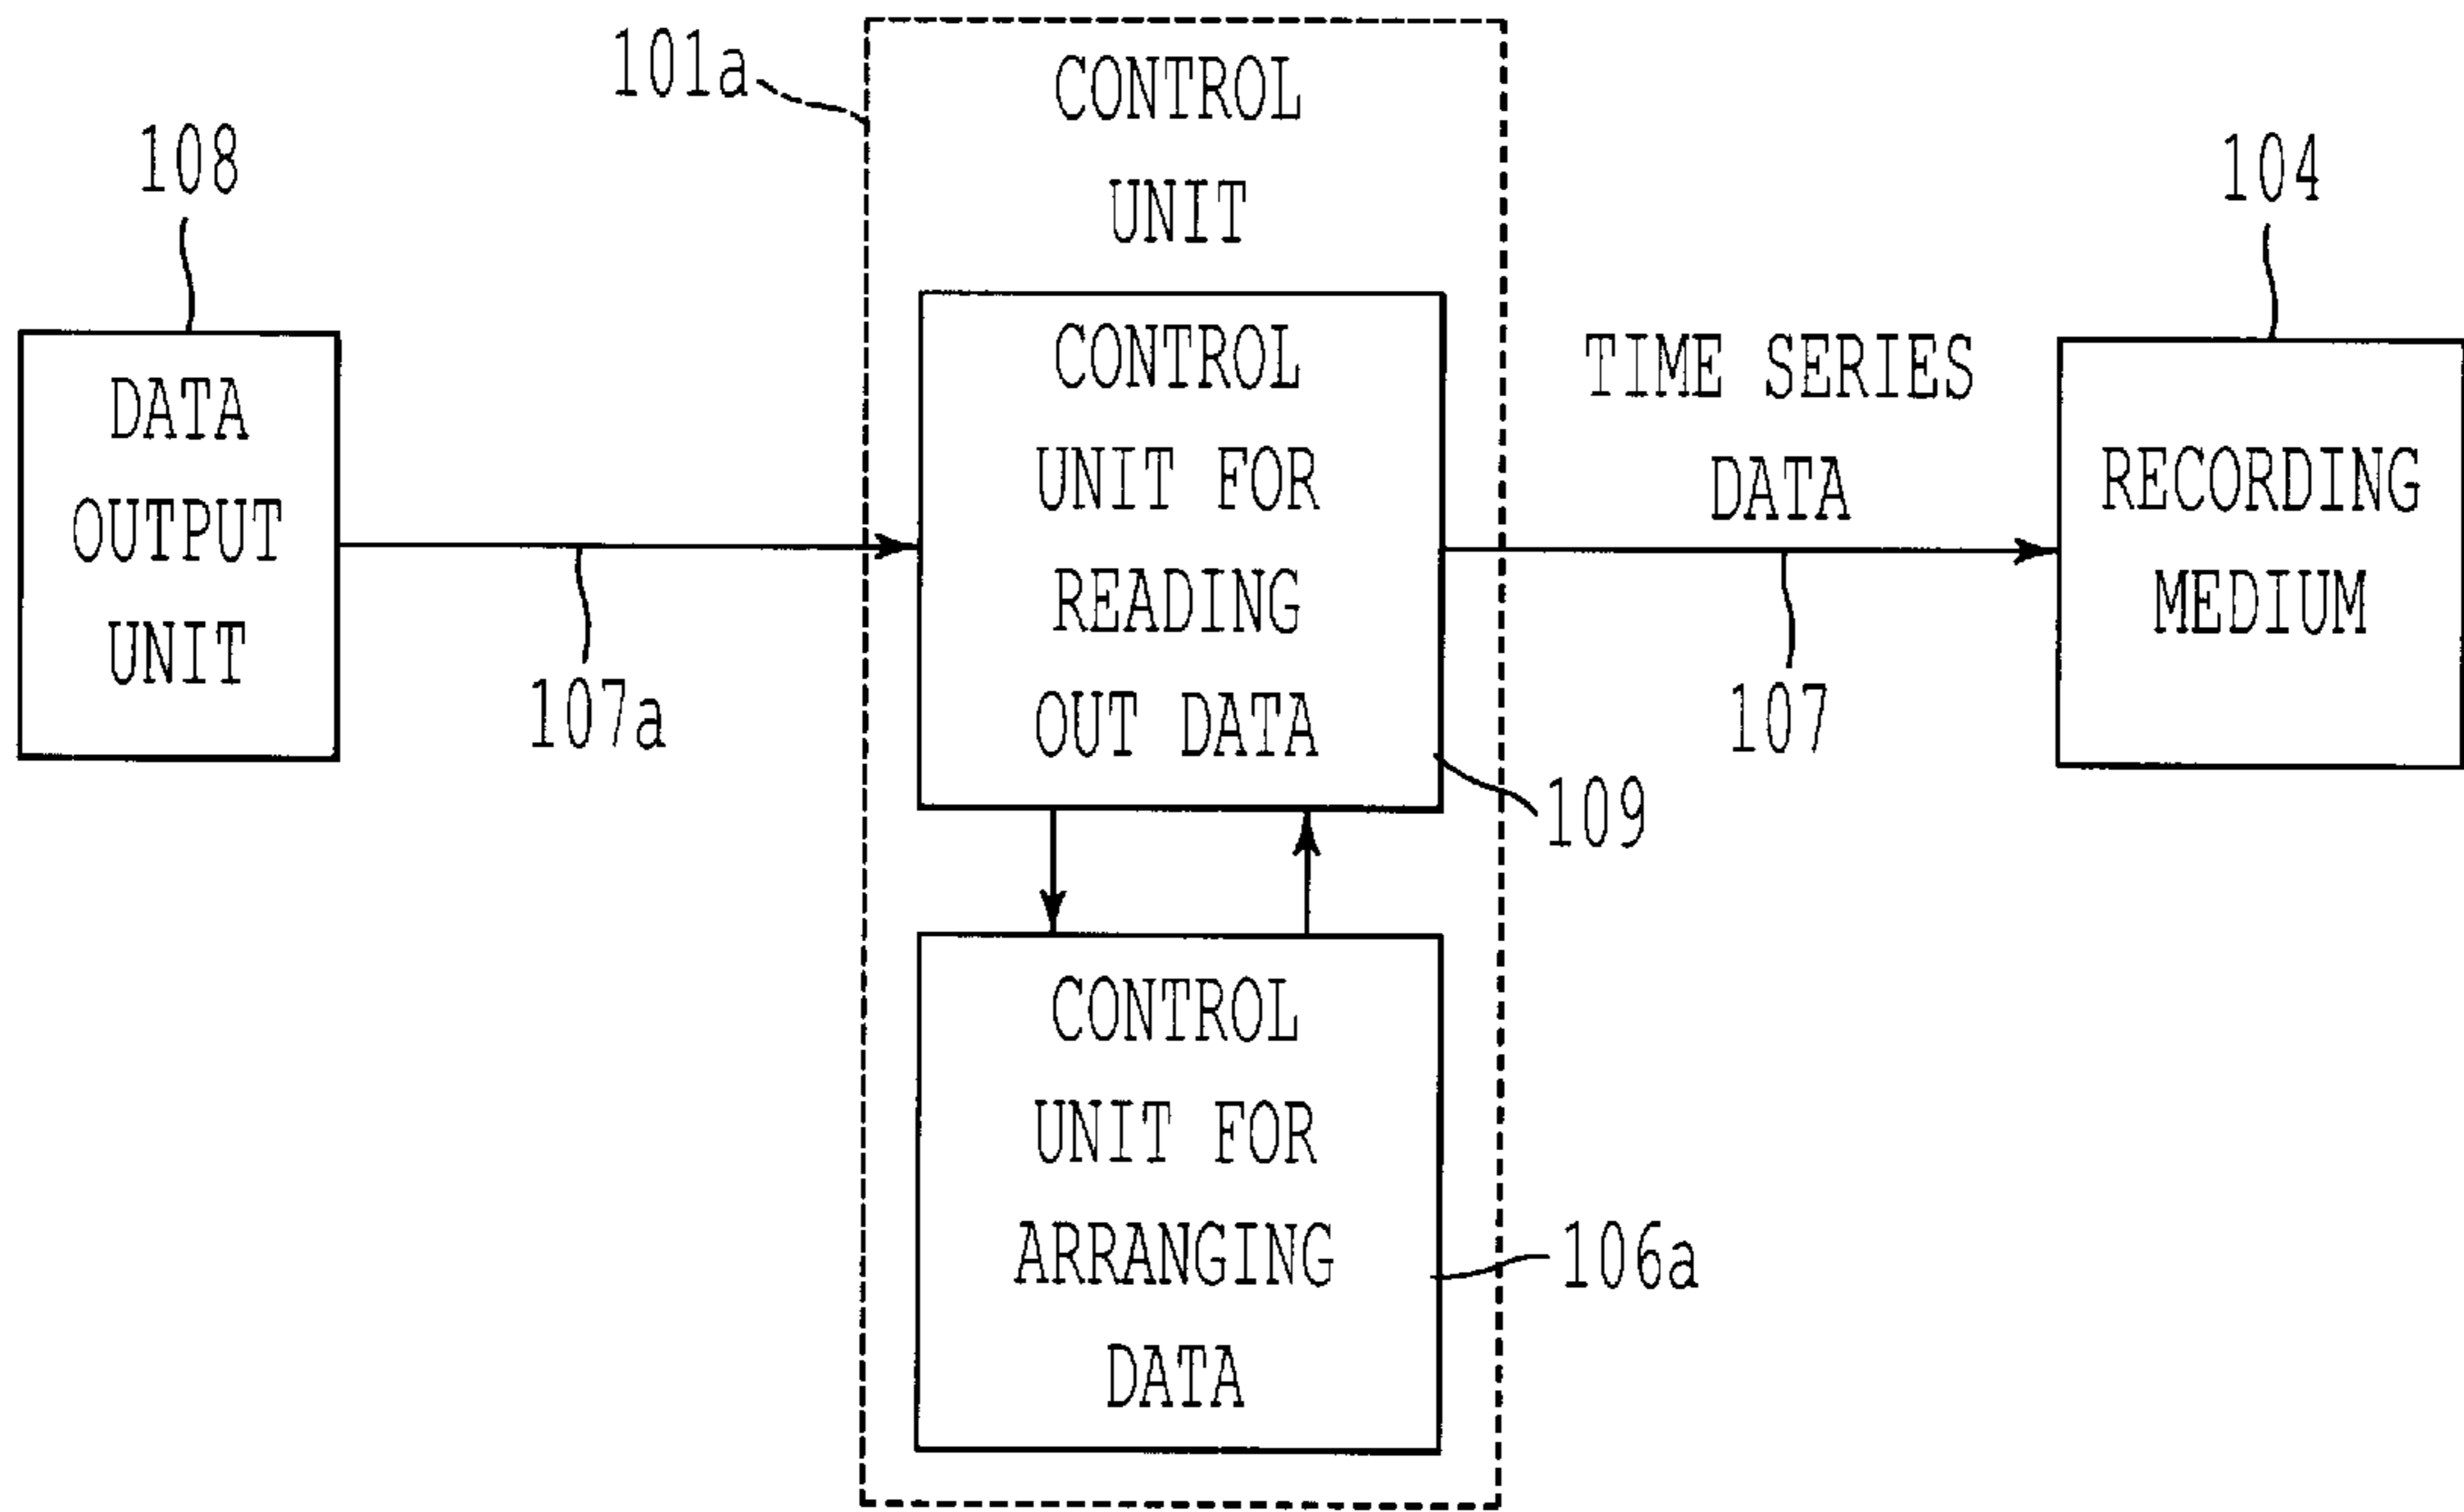 101a
CONTROL
UNIT
108
104
DATA
OUTPUT
UNIT
107a
CONTROL
UNIT FOR
READING
OUT DATA
109
TIME SERIES
DATA
107
RECORDING
MEDIUM
CONTROL
UNIT FOR
ARRANGING
DATA
106a